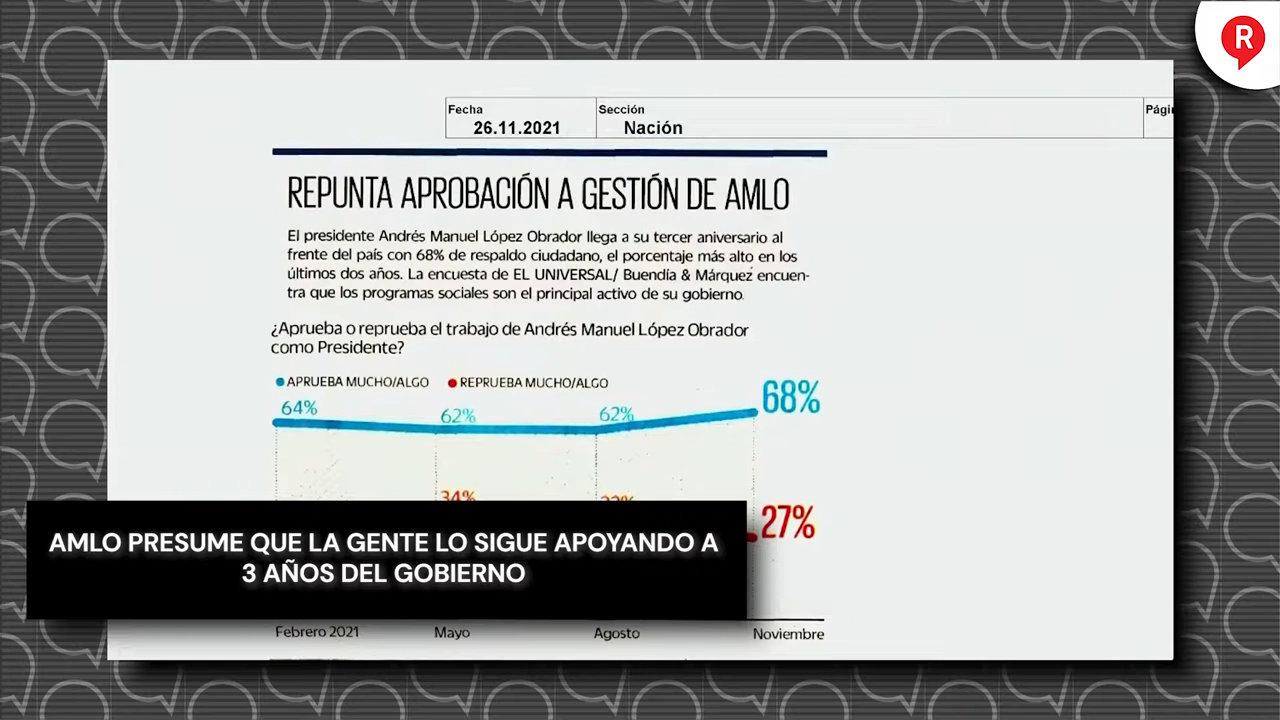 R
Fecha
26.11.2021
Sección
Nación
REPUNTA APROBACIÓN A GESTIÓN DE AMLO
El presidente Andrés Manuel López Obrador llega a su tercer aniversario al
frente del país con 68% de respaldo ciudadano, el porcentaje más alto en los
últimos dos años. La encuesta de EL UNIVERSAL/ Buendía & Márquez encuen-
tra que los programas sociales son el principal activo de su gobierno.
¿Aprueba o reprueba el trabajo de Andrés Manuel López Obrador
como Presidente?
APRUEBA MUCHO/ALGO REPRUEBA MUCHO/ALGO
64% 62% 62% 68%
34%
27%
AMLO PRESUME QUE LA GENTE LO SIGUE APOYANDO A
3 AÑOS DEL GOBIERNO
Febrero 2021 Mayo Agosto Noviembre